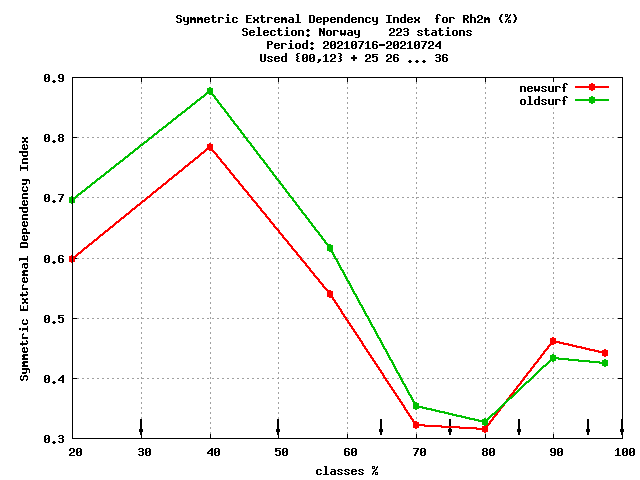 Symmetric Extremal Dependency Index  for Rh2m (%)
Selection: Norway    223 stations
Period: 20210716-20210724
Used {00,12} + 25 26 ... 36
newsurf
oldsurf
Symmetric Extremal Dependency Index
0.9
0.8
0.7
0.6
0.5
0.4
0.3
20 30 40 50 60 70 80 90 100
classes %